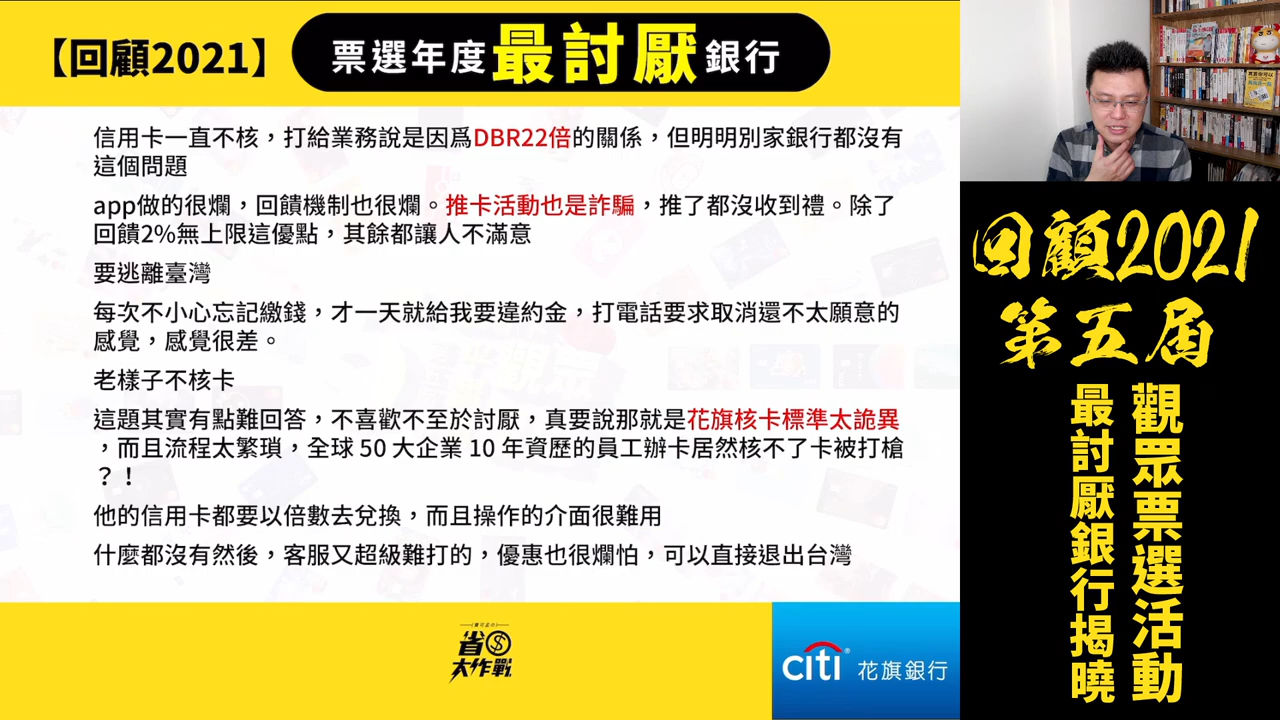 【回顧2021】
票選年度最討厭銀行
信用卡一直不核，打給業務說是因爲DBR22倍的關係，但明明別家銀行都沒有
這個問題
app做的很爛，回饋機制也很爛。推卡活動也是詐騙，推了都沒收到禮。除了
回饋2%無上限這優點，其餘都讓人不滿意
要逃離臺灣
每次不小心忘記繳錢，才一天就給我要違約金，打電話要求取消還不太願意的
感覺，感覺很差。
老樣子不核卡
這題其實有點難回答，不喜歡不至於討厭，真要說那就是花旗核卡標準太詭異
，而且流程太繁瑣，全球 50 大企業 10 年資歷的員工辦卡居然核不了卡被打槍
？！
他的信用卡都要以倍數去兌換，而且操作的介面很難用
什麼都沒有然後，客服又超級難打的，優惠也很爛怕，可以直接退出台灣
省
大作戰
citi 花旗銀行
回顧2021
第五屆
觀眾票選活動
最討厭銀行揭曉